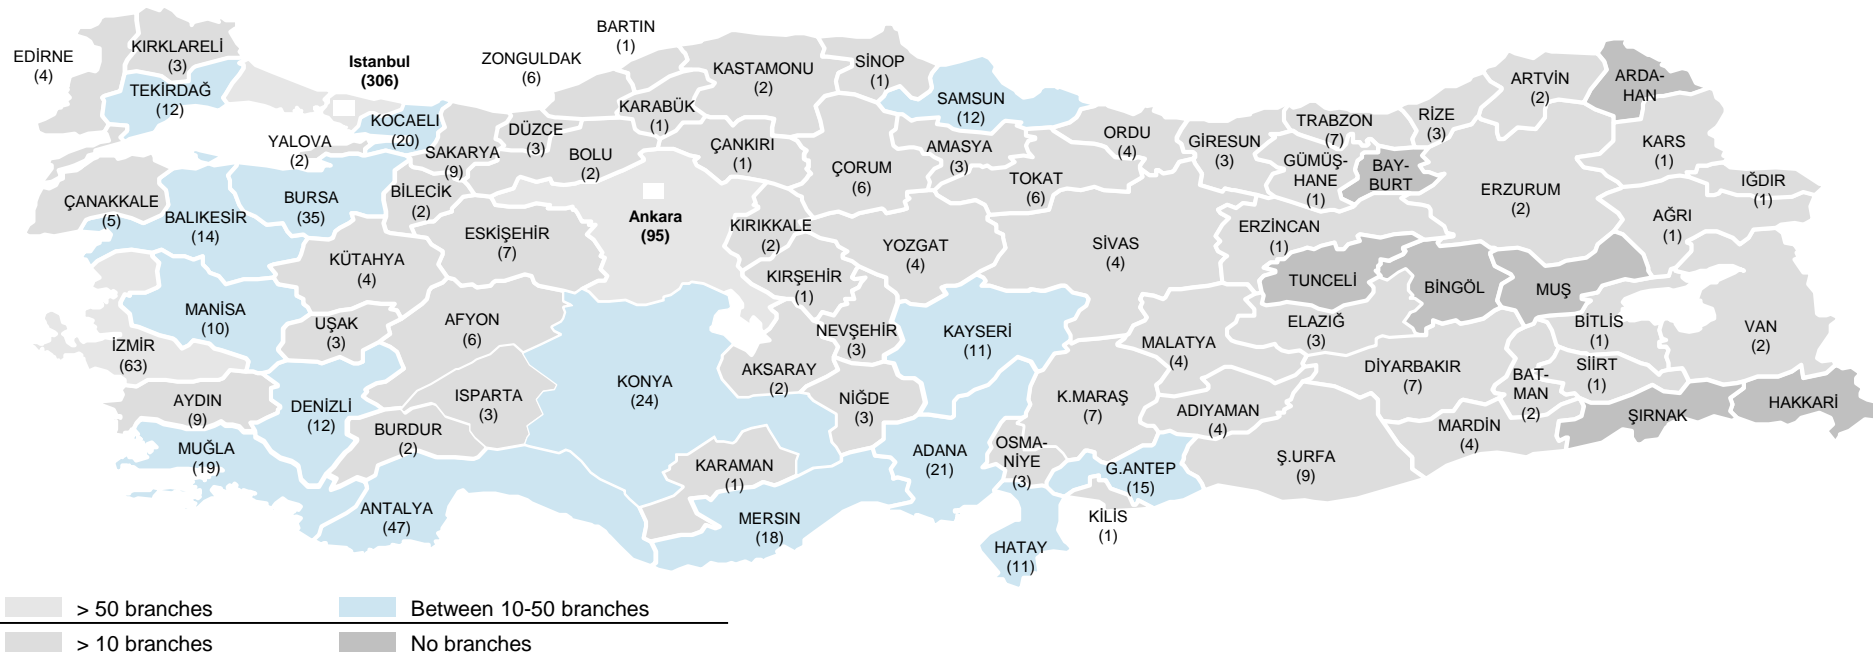 BARTIN
(1)
EDİRNE
(4)
KIRKLARELİ
(3)
TEKİRDAĞ
(12)
Istanbul
(306)
ZONGULDAK
(6)
KASTAMONU
(2)
SİNOP
(1)
SAMSUN
(12)
ARTVİN
(2)
ARDA-
HAN
KOCAELI
(20)
YALOVA
(2)
SAKARYA
(9)
DÜZCE
(3)
BOLU
(2)
KARABÜK
(1)
ÇANKIRI
(1)
ÇORUM
(6)
AMASYA
(3)
TOKAT
(6)
ORDU
(4)
GİRESUN
(3)
TRABZON
(7)
GÜMÜŞ-
HANE
(1)
BAY-
BURT
RİZE
(3)
ERZURUM
(2)
KARS
(1)
IĞDIR
(1)
AĞRI
(1)
ÇANAKKALE
(5)
BALIKESİR
(14)
BURSA
(35)
BİLECİK
(2)
ESKİŞEHİR
(7)
Ankara
(95)
KIRIKKALE
(2)
YOZGAT
(4)
SİVAS
(4)
ERZİNCAN
(1)
KÜTAHYA
(4)
KIRŞEHİR
(1)
TUNCELİ
BİNGÖL
MUŞ
MANİSA
(10)
UŞAK
(3)
AFYON
(6)
NEVŞEHİR
(3)
KAYSERİ
(11)
MALATYA
(4)
ELAZIĞ
(3)
BİTLİS
(1)
VAN
(2)
İZMİR
(63)
AYDIN
(9)
DENİZLİ
(12)
ISPARTA
(3)
KONYA
(24)
AKSARAY
(2)
NİĞDE
(3)
K.MARAŞ
(7)
ADIYAMAN
(4)
DİYARBAKIR
(7)
BAT-
MAN
(2)
SİİRT
(1)
ŞIRNAK
HAKKARİ
MUĞLA
(19)
BURDUR
(2)
KARAMAN
(1)
ADANA
(21)
OSMA-
NİYE
(3)
G.ANTEP
(15)
Ş.URFA
(9)
MARDİN
(4)
ANTALYA
(47)
MERSIN
(18)
HATAY
(11)
KİLİS
(1)
> 50 branches
Between 10-50 branches
> 10 branches
No branches